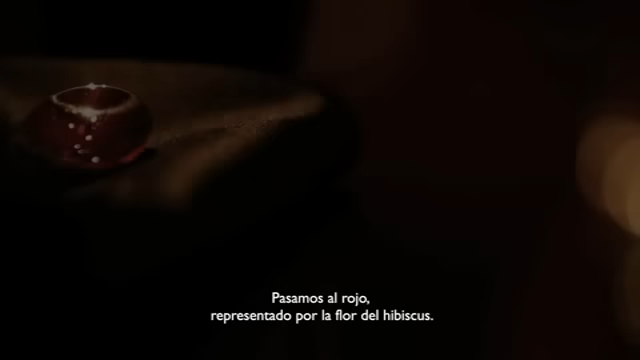 Pasamos al rojo,
representado por la flor del hibiscus.